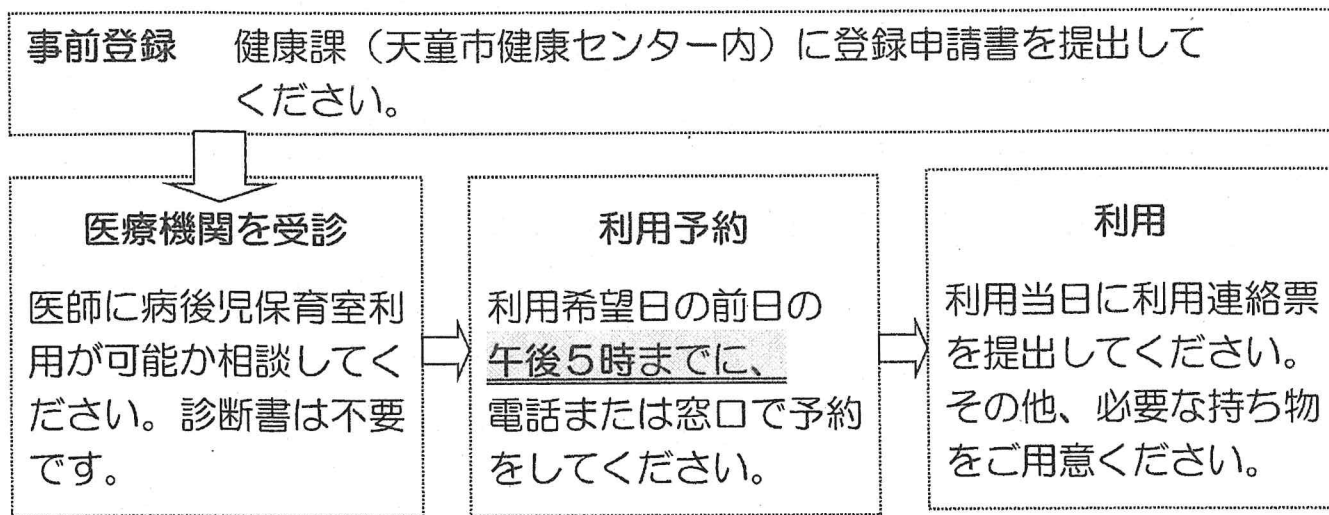 事前登録 健康課（天童市健康センター内）に登録申請書を提出して
ください。
医療機関を受診
医師に病後児保育室利
用が可能か相談してく
ださい。診断書は不要
です。
利用予約
利用希望日の前日の
午後５時までに、
電話または窓口で予約
をしてください。
利用
利用当日に利用連絡票
を提出してください。
その他、必要な持ち物
をご用意ください。